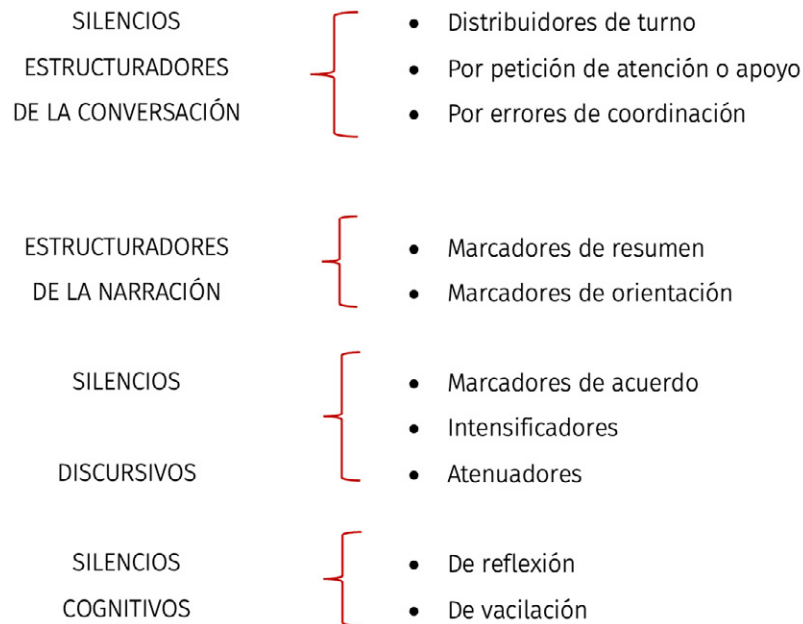 SILENCIOS
ESTRUCTURADORES
DE LA CONVERSACIÓN
• Distribuidores de turno
• Por petición de atención o apoyo
• Por errores de coordinación
ESTRUCTURADORES
DE LA NARRACIÓN
• Marcadores de resumen
• Marcadores de orientación
SILENCIOS
DISCURSIVOS
• Marcadores de acuerdo
• Intensificadores
• Atenuadores
SILENCIOS
COGNITIVOS
• De reflexión
• De vacilación